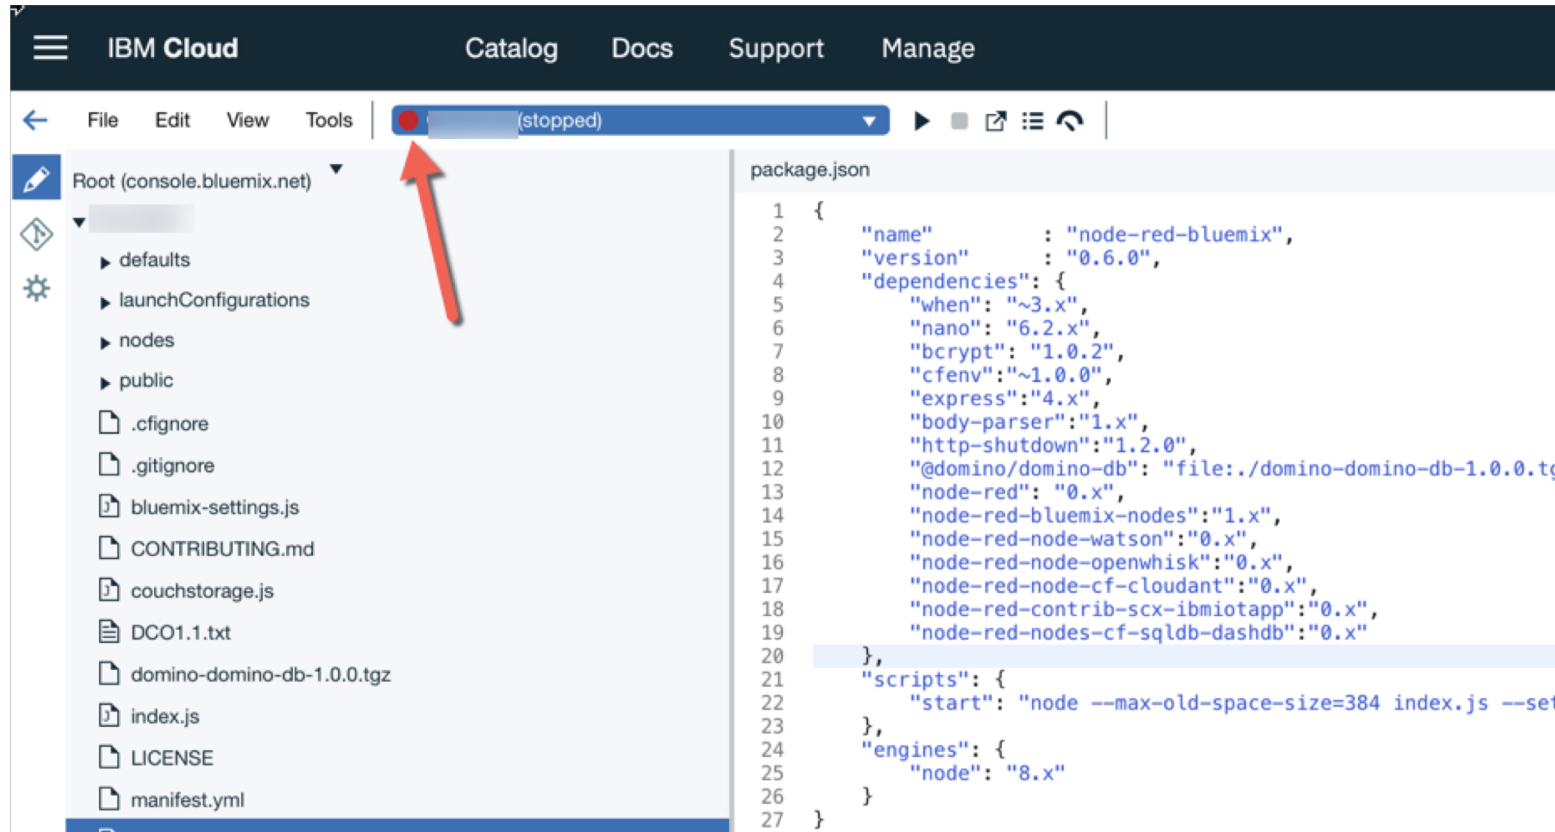 IBM Cloud Catalog Docs Support Manage
File Edit View Tools (stopped)
Root (console.bluemix.net)
defaults
launchConfigurations
nodes
public
.cfignore
.gitignore
bluemix-settings.js
CONTRIBUTING.md
couchstorage.js
DCO1.1.txt
domino-domino-db-1.0.0.tgz
index.js
LICENSE
manifest.yml
package.json
1 {
2 "name" : "node-red-bluemix",
3 "version" : "0.6.0",
4 "dependencies": {
5 "when": "~3.x",
6 "nano": "6.2.x",
7 "bcrypt": "1.0.2",
8 "cfenv":"~1.0.0",
9 "express":"4.x",
10 "body-parser":"1.x",
11 "http-shutdown":"1.2.0",
12 "@domino/domino-db": "file:./domino-domino-db-1.0.0.tg
13 "node-red": "0.x",
14 "node-red-bluemix-nodes":"1.x",
15 "node-red-node-watson":"0.x",
16 "node-red-node-openwhisk":"0.x",
17 "node-red-node-cf-cloudant":"0.x",
18 "node-red-contrib-scx-ibmiotapp":"0.x",
19 "node-red-nodes-cf-sqldb-dashdb":"0.x"
20 },
21 "scripts": {
22 "start": "node --max-old-space-size=384 index.js --set
23 },
24 "engines": {
25 "node": "8.x"
26 }
27 }